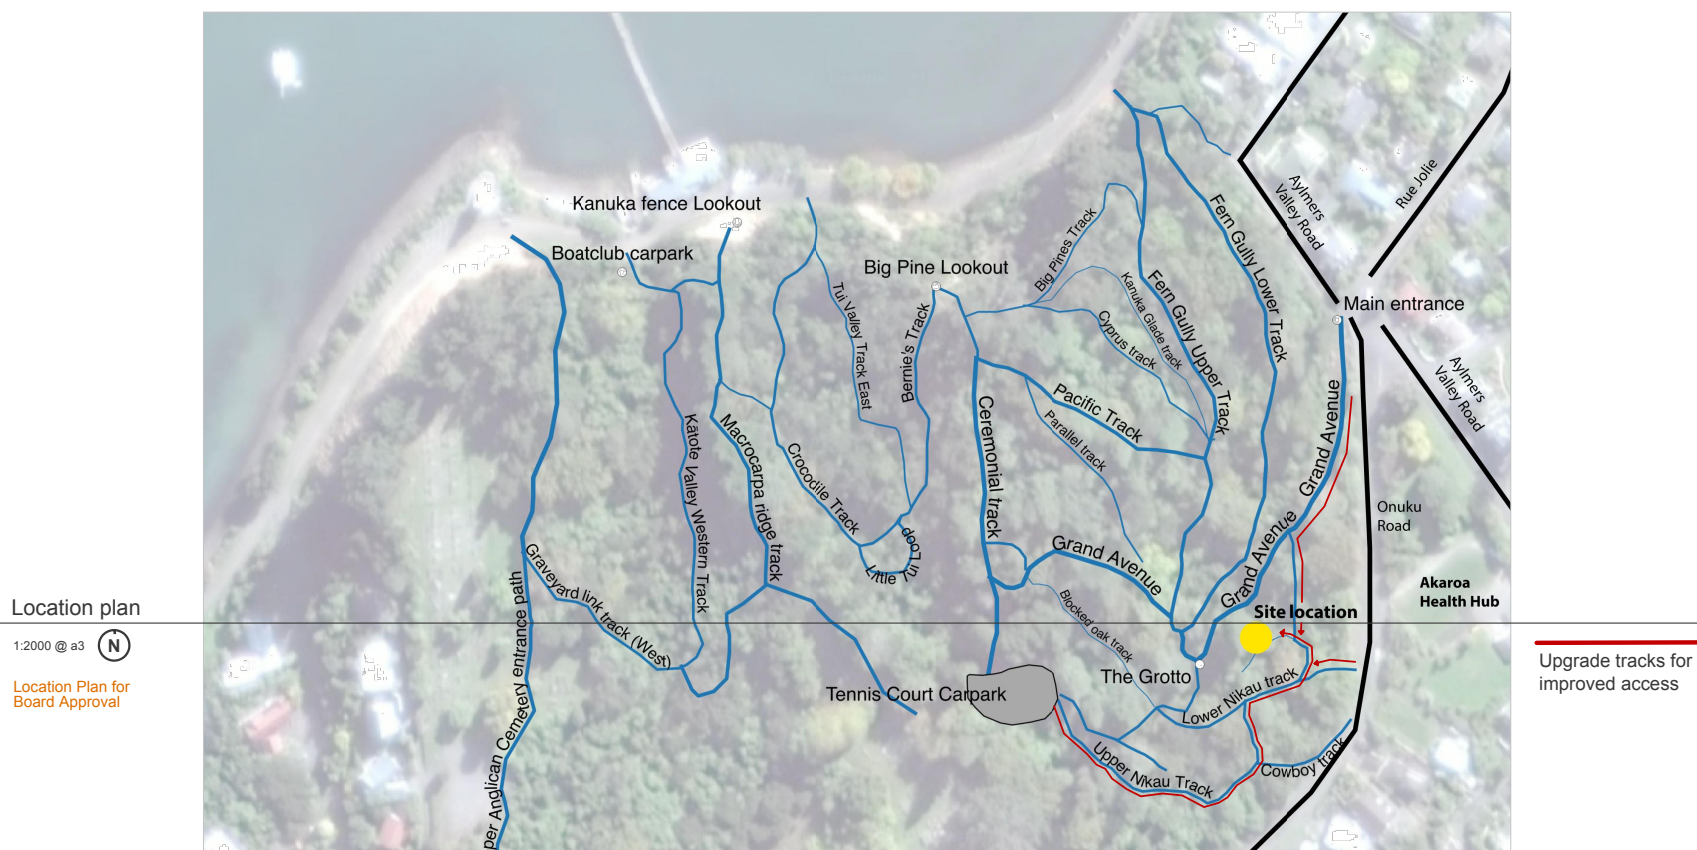 Location plan
1:2000 @ a3
N
Location Plan for
Board Approval
Kanuka fence Lookout
Boatclub carpark
Big Pine Lookout
Main entrance
Aylmers
Valley Road
Rue Jolie
Aylmers
Valley Road
Onuku
Road
Akaroa
Health Hub
Site location
The Grotto
Tennis Court Carpark
Big Pines Track
Kanuka Glade track
Cyprus track
Fern Gully Upper Track
Fern Gully Lower Track
Pacific Track
Parallel track
Ceremonial track
Bernie's Track
Tui Valley Track East
Crocodile Track
Little Tui Loop
Macrocarpa ridge track
Kātote Valley Western Track
Graveyard link track (West)
per Anglican Cemetery entrance path
Grand Avenue
Grand Avenue
Grand Avenue
Blocked oak track
Lower Nikau track
Upper Nikau Track
Cowboy track
Upgrade tracks for
improved access